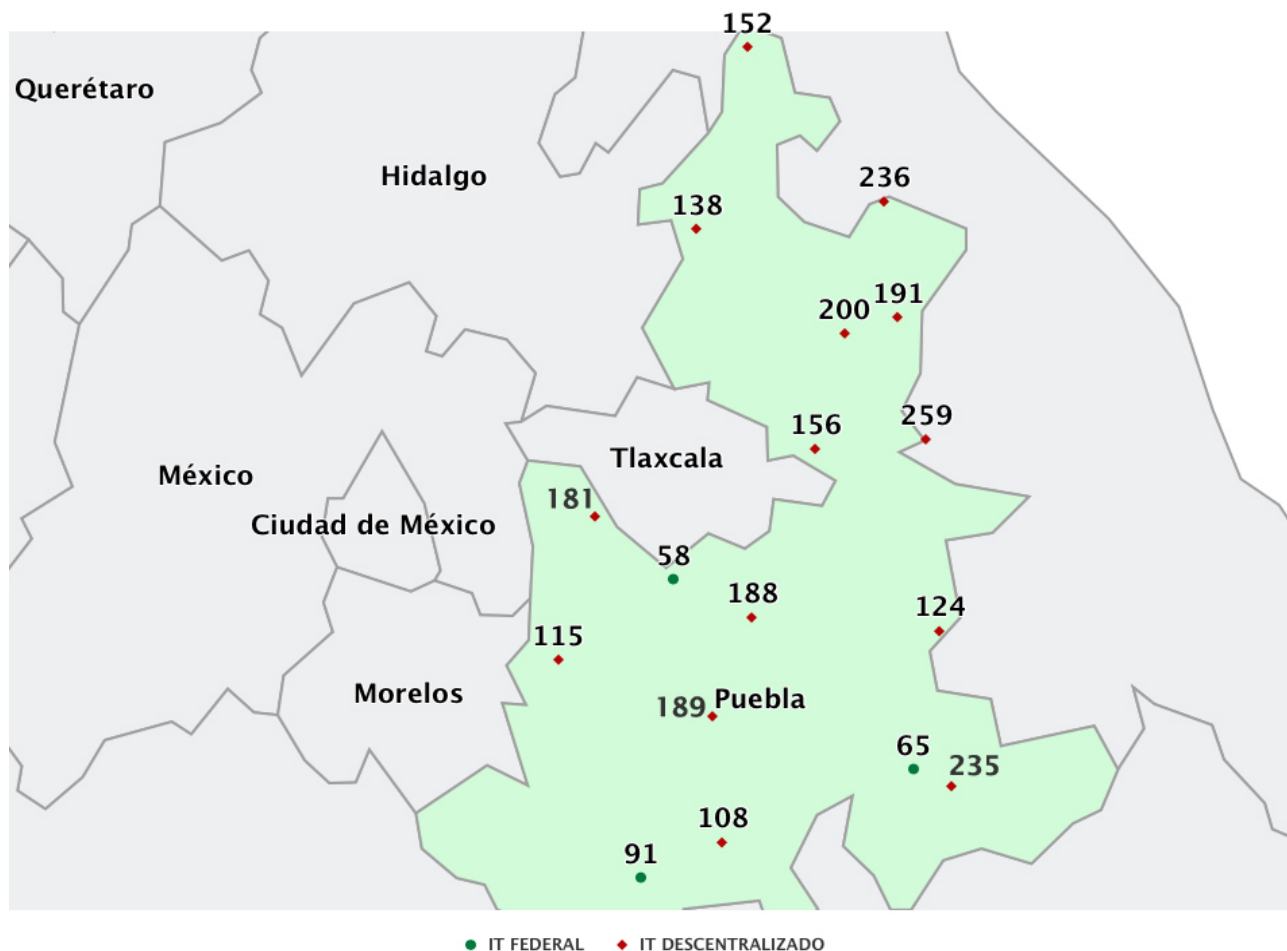 152
Querétaro
Hidalgo
236
138
191
200
259
156
Tlaxcala
México
181
Ciudad de México
58
188
124
115
Morelos
Puebla
189
65
235
108
91
IT FEDERAL IT DESCENTRALIZADO